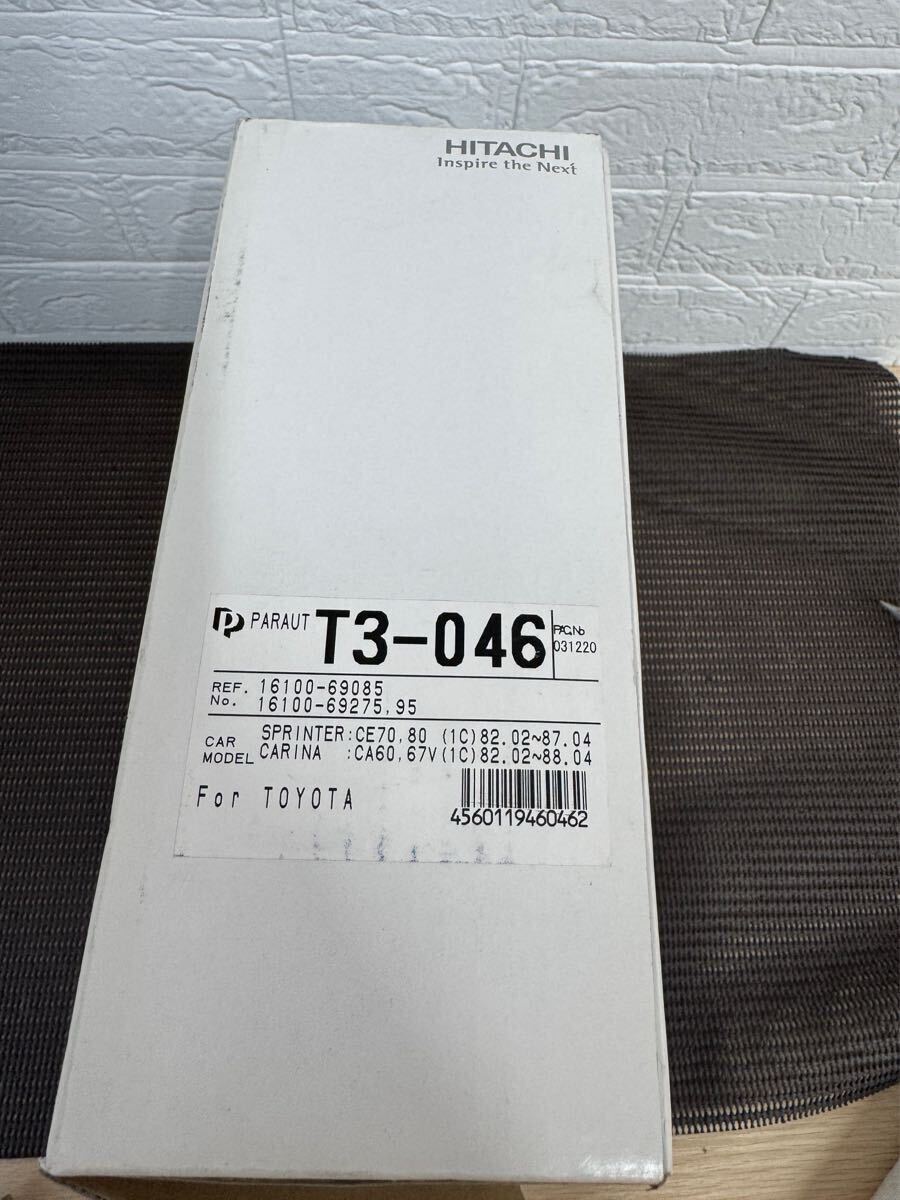 HITACHI
Inspire the Next
PARAUT T3-046
PAC.No
031220
REF. 16100-69085
No. 16100-69275,95
CAR MODEL
SPRINTER:CE70,80 (1C)82.02~87.04
CARINA :CA60,67V(1C)82.02~88.04
For TOYOTA
4560119460462